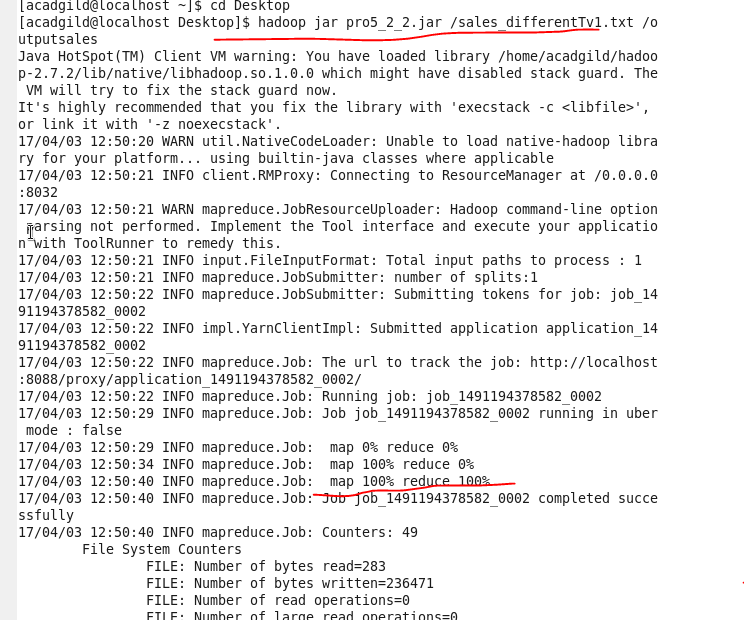 [acadgild@localhost ~]$ cd Desktop
[acadgild@localhost Desktop]$ hadoop jar pro5_2_2.jar /sales_differentTv1.txt /o
utputsales
Java HotSpot(TM) Client VM warning: You have loaded library /home/acadgild/hadoo
p-2.7.2/lib/native/libhadoop.so.1.0.0 which might have disabled stack guard. The
 VM will try to fix the stack guard now.
It's highly recommended that you fix the library with 'execstack -c <libfile>',
or link it with '-z noexecstack'.
17/04/03 12:50:20 WARN util.NativeCodeLoader: Unable to load native-hadoop libra
ry for your platform... using builtin-java classes where applicable
17/04/03 12:50:21 INFO client.RMProxy: Connecting to ResourceManager at /0.0.0.0
:8032
17/04/03 12:50:21 WARN mapreduce.JobResourceUploader: Hadoop command-line option
 parsing not performed. Implement the Tool interface and execute your applicatio
n with ToolRunner to remedy this.
17/04/03 12:50:21 INFO input.FileInputFormat: Total input paths to process : 1
17/04/03 12:50:21 INFO mapreduce.JobSubmitter: number of splits:1
17/04/03 12:50:22 INFO mapreduce.JobSubmitter: Submitting tokens for job: job_14
91194378582_0002
17/04/03 12:50:22 INFO impl.YarnClientImpl: Submitted application application_14
91194378582_0002
17/04/03 12:50:22 INFO mapreduce.Job: The url to track the job: http://localhost
:8088/proxy/application_1491194378582_0002/
17/04/03 12:50:22 INFO mapreduce.Job: Running job: job_1491194378582_0002
17/04/03 12:50:29 INFO mapreduce.Job: Job job_1491194378582_0002 running in uber
 mode : false
17/04/03 12:50:29 INFO mapreduce.Job:  map 0% reduce 0%
17/04/03 12:50:34 INFO mapreduce.Job:  map 100% reduce 0%
17/04/03 12:50:40 INFO mapreduce.Job:  map 100% reduce 100%
17/04/03 12:50:40 INFO mapreduce.Job: Job job_1491194378582_0002 completed succe
ssfully
17/04/03 12:50:40 INFO mapreduce.Job: Counters: 49
        File System Counters
                FILE: Number of bytes read=283
                FILE: Number of bytes written=236471
                FILE: Number of read operations=0
                FILE: Number of large read operations=0